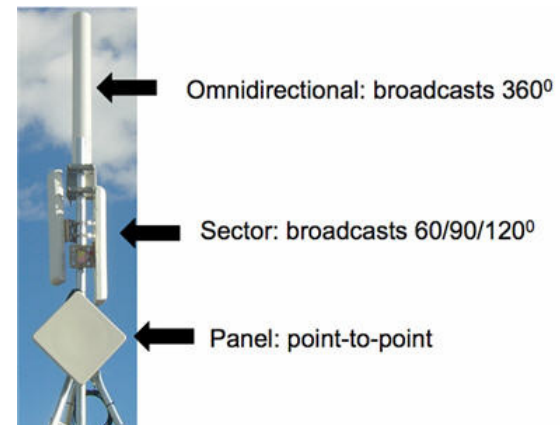 Omnidirectional: broadcasts 360⁰
Sector: broadcasts 60/90/120⁰
Panel: point-to-point